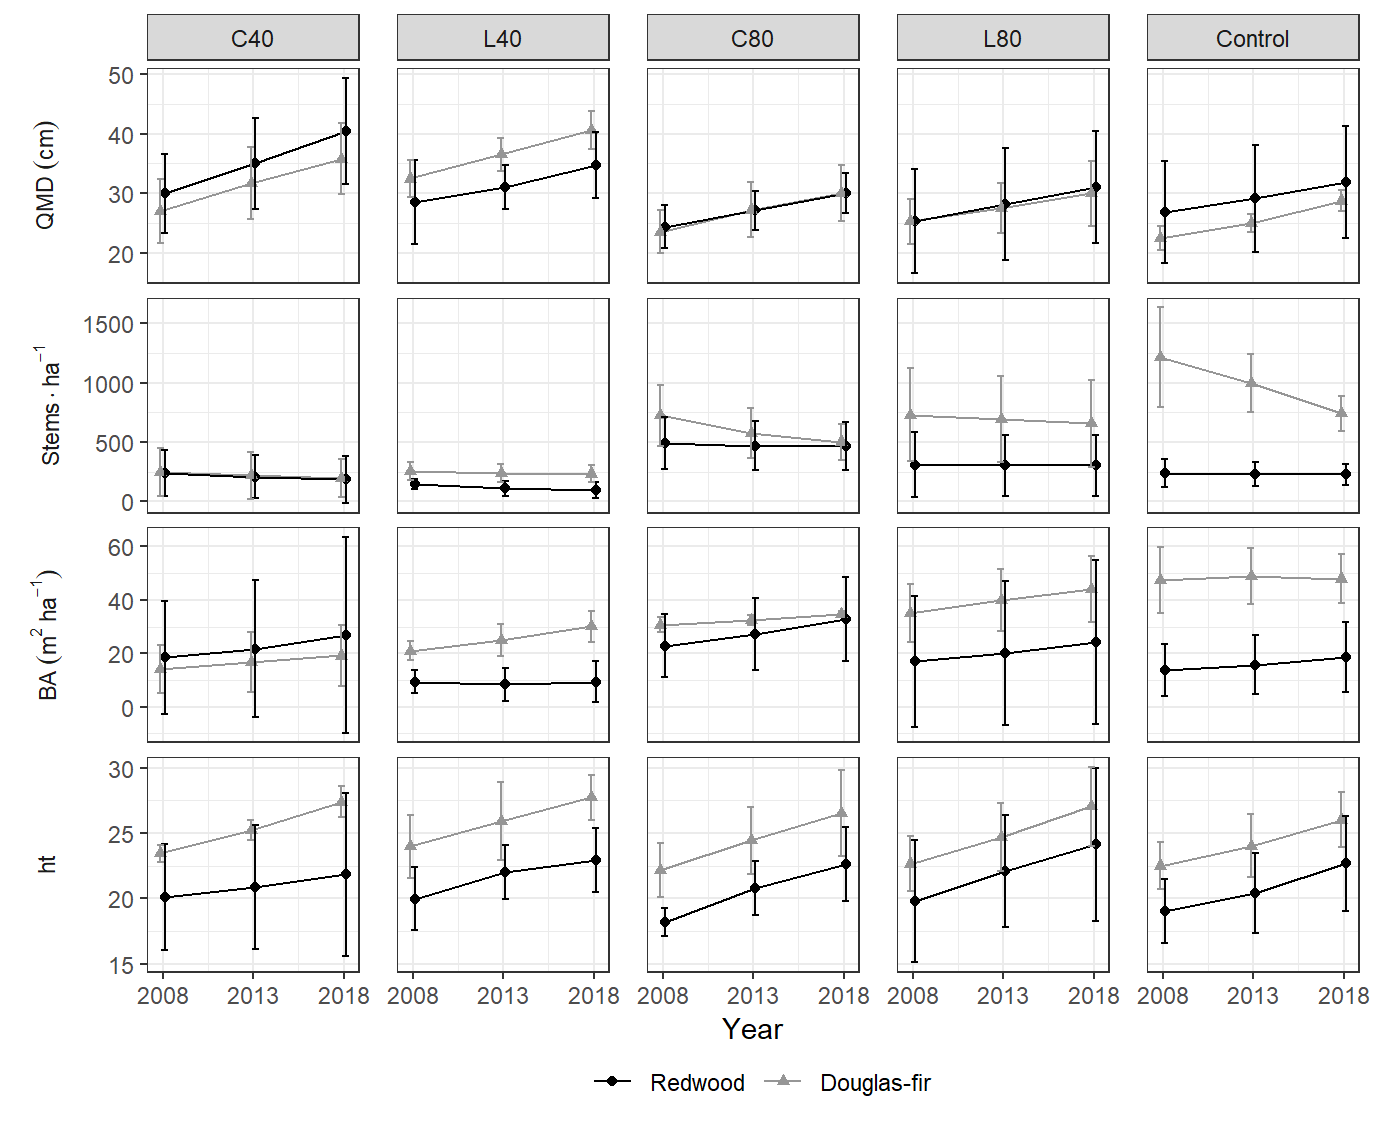 C40 L40 C80 L80 Control
QMD (cm)
50
40
30
20
Stems · ha⁻¹
1500
1000
500
0
BA (m² ha⁻¹)
60
40
20
0
ht
30
25
20
15
2008 2013 2018 2008 2013 2018 2008 2013 2018 2008 2013 2018 2008 2013 2018
Year
Redwood Douglas-fir